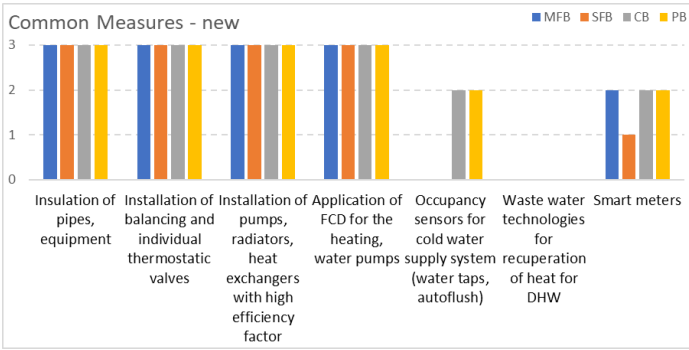 Common Measures - new
MFB SFB CB PB
3
2
1
0
Insulation of
pipes,
equipment
Installation of
balancing and
individual
thermostatic
valves
Installation of
pumps,
radiators,
heat
exchangers
with high
efficiency
factor
Application of
FCD for the
heating,
water pumps
Occupancy
sensors for
cold water
supply system
(water taps,
autoflush)
Waste water
technologies
for
recuperation
of heat for
DHW
Smart meters